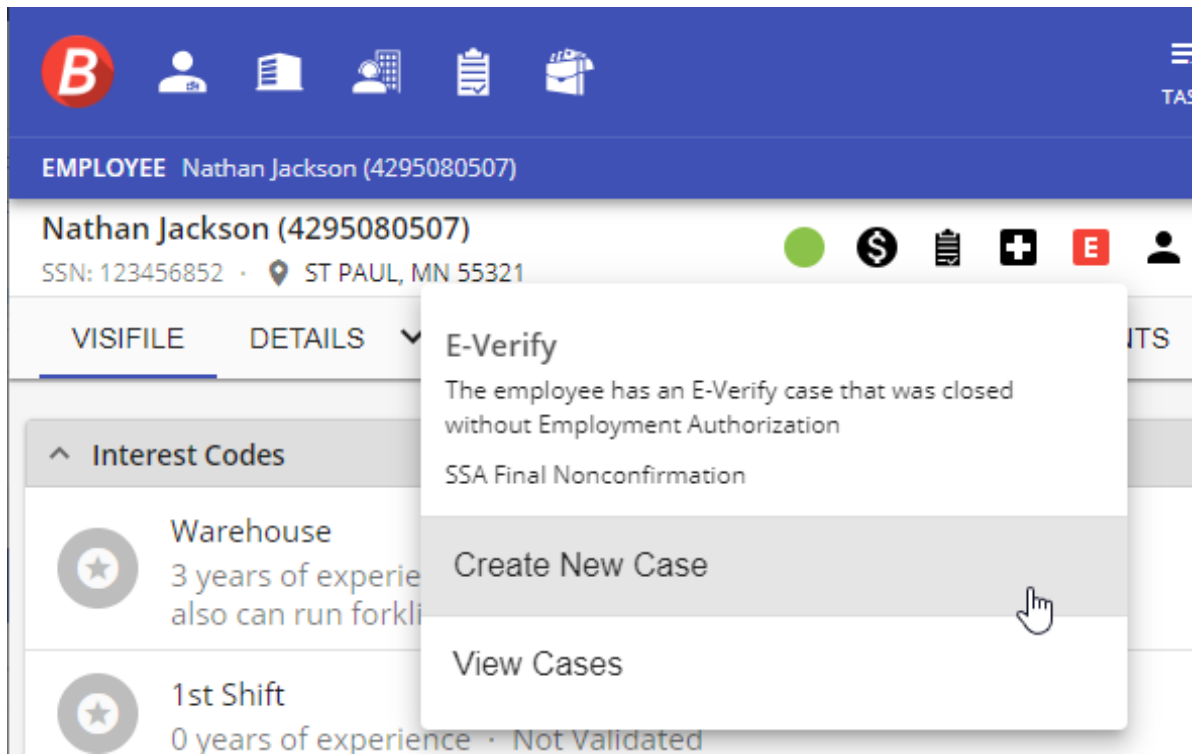 B
TAS
EMPLOYEE Nathan Jackson (4295080507)
Nathan Jackson (4295080507)
SSN: 123456852 · ST PAUL, MN 55321
E
VISIFILE DETAILS NTS
E-Verify
The employee has an E-Verify case that was closed
without Employment Authorization
SSA Final Nonconfirmation
Create New Case
View Cases
Interest Codes
Warehouse
3 years of experie
also can run forkli
1st Shift
0 years of experience · Not Validated